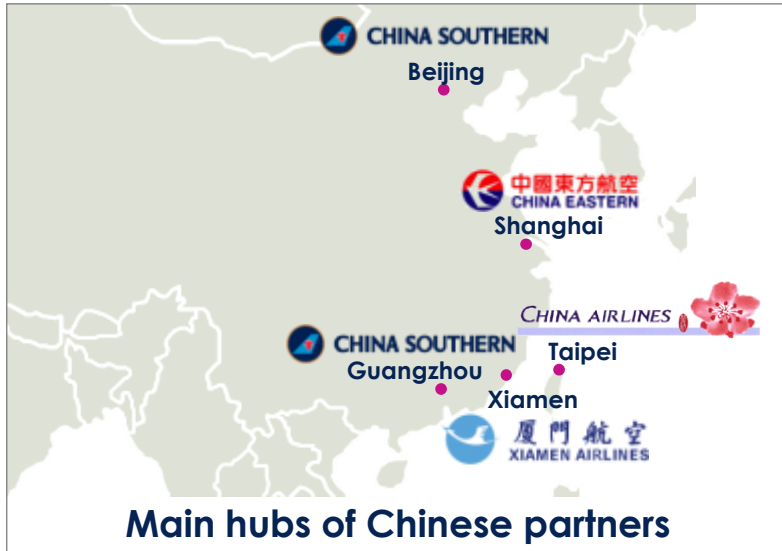 CHINA SOUTHERN
Beijing
中國東方航空
CHINA EASTERN
Shanghai
CHINA AIRLINES
CHINA SOUTHERN
Taipei
Guangzhou
Xiamen
厦門航空
XIAMEN AIRLINES
Main hubs of Chinese partners